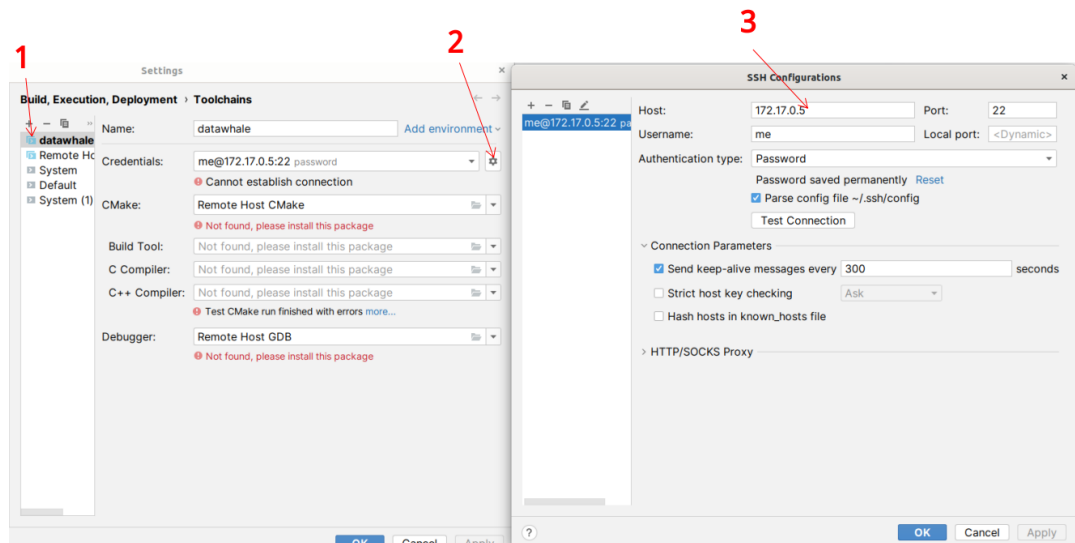 1
2
3
Settings
Build, Execution, Deployment › Toolchains
datawhale
Remote Ho
System
Default
System (1)
Name:
datawhale
Add environment
Credentials:
me@172.17.0.5:22 password
Cannot establish connection
CMake:
Remote Host CMake
Not found, please install this package
Build Tool:
Not found, please install this package
C Compiler:
Not found, please install this package
C++ Compiler:
Not found, please install this package
Test CMake run finished with errors more...
Debugger:
Remote Host GDB
Not found, please install this package
OK
Cancel
Apply
SSH Configurations
me@172.17.0.5:22 pa
Host:
172.17.0.5
Port:
22
Username:
me
Local port:
<Dynamic>
Authentication type:
Password
Password saved permanently Reset
Parse config file ~/.ssh/config
Test Connection
Connection Parameters
Send keep-alive messages every 300 seconds
Strict host key checking
Ask
Hash hosts in known_hosts file
HTTP/SOCKS Proxy
?
OK
Cancel
Apply